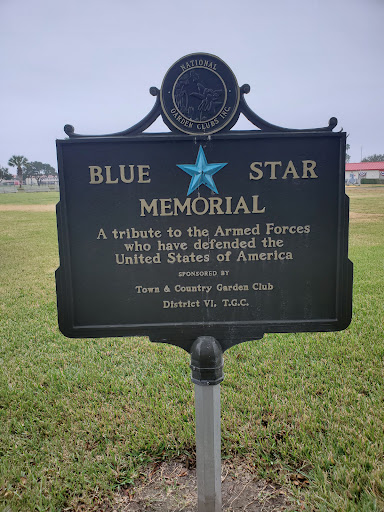 NATIONAL
GARDEN CLUBS INC.
BLUE STAR
MEMORIAL
A tribute to the Armed Forces
who have defended the
United States of America
SPONSORED BY
Town & Country Garden Club
District VI, T.G.C.